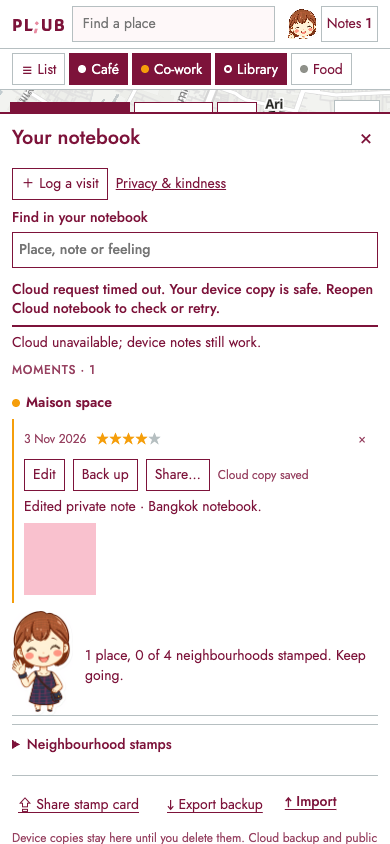 PL;UB
Find a place
Notes 1
≡ List
Café
Co-work
Library
Food
Ari
Your notebook
×
+ Log a visit
Privacy & kindness
Find in your notebook
Place, note or feeling
Cloud request timed out. Your device copy is safe. Reopen
Cloud notebook to check or retry.
Cloud unavailable; device notes still work.
MOMENTS · 1
Maison space
3 Nov 2026 ★★★★★ ×
Edit
Back up
Share...
Cloud copy saved
Edited private note · Bangkok notebook.
1 place, 0 of 4 neighbourhoods stamped. Keep
going.
▶ Neighbourhood stamps
Share stamp card
↓ Export backup
↑ Import
Device copies stay here until you delete them. Cloud backup and public